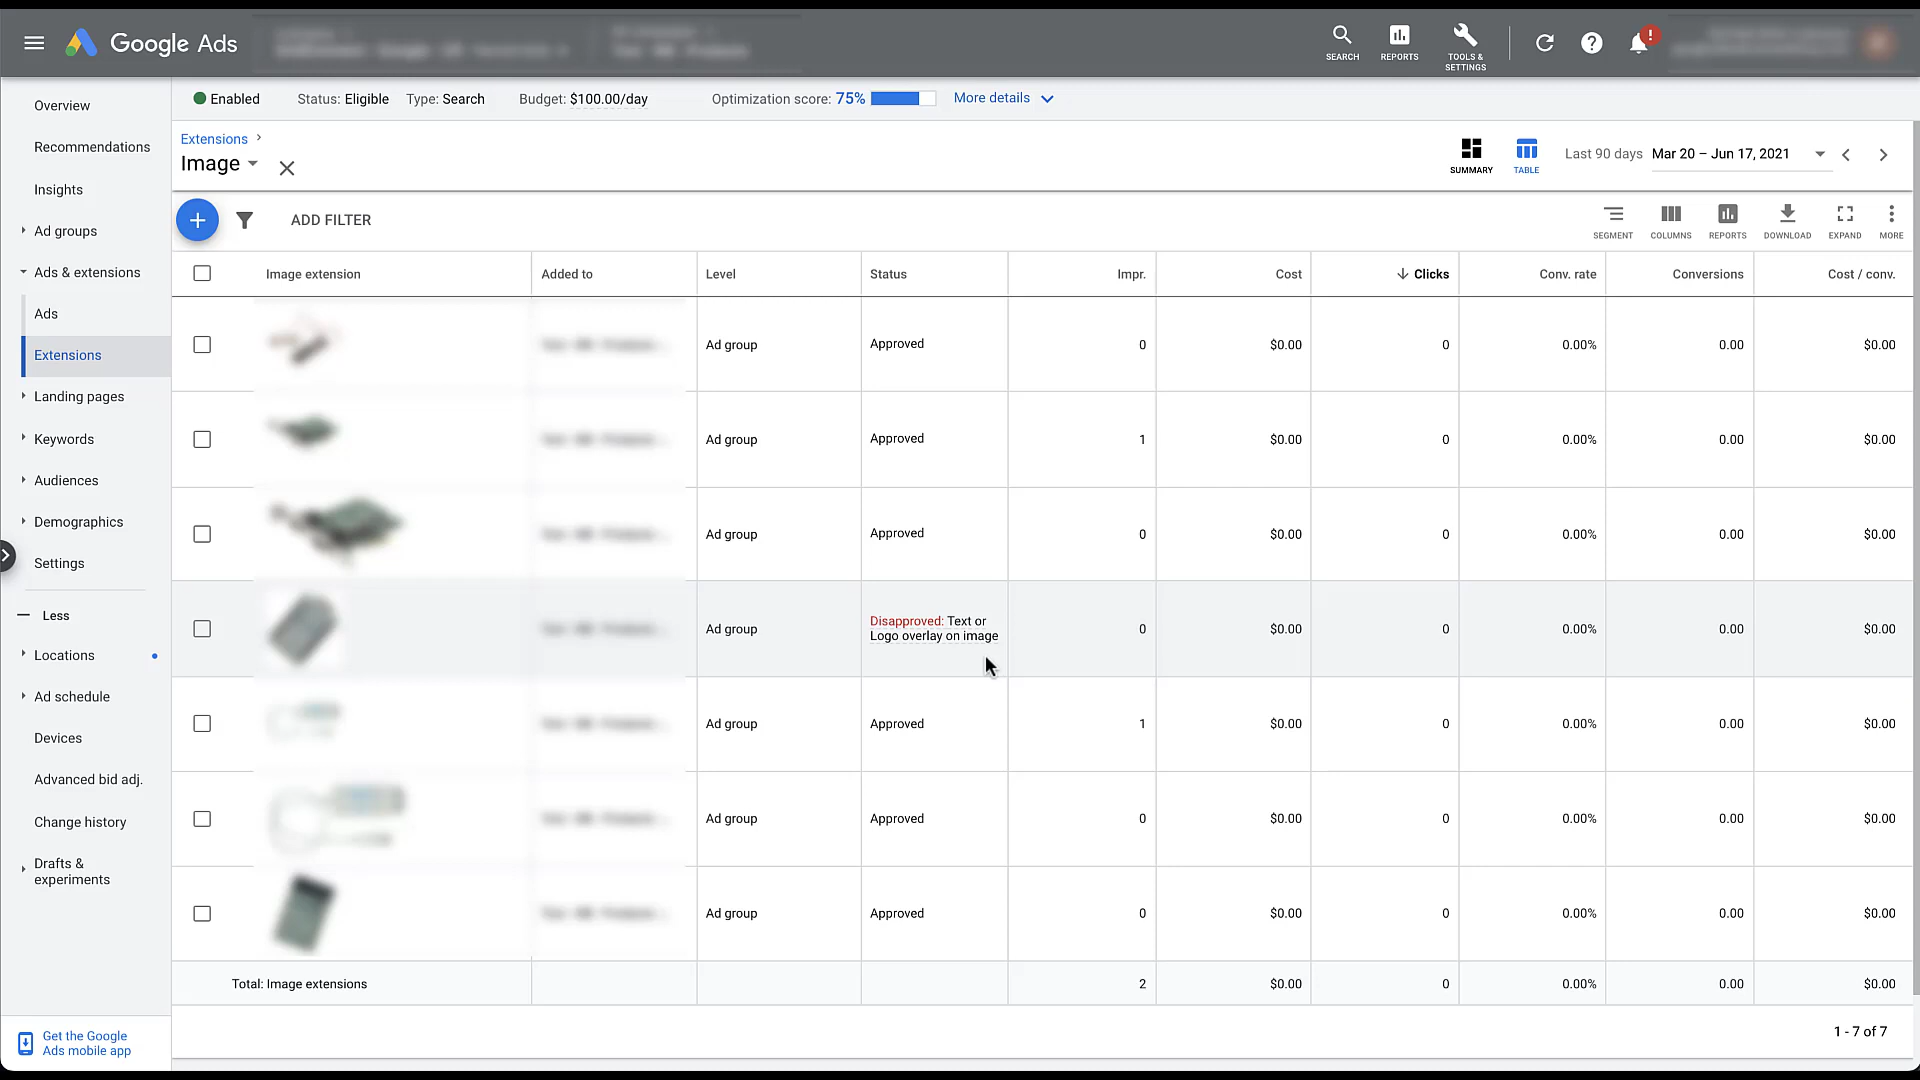 Google Ads
SEARCH
REPORTS
TOOLS &
SETTINGS
!
Enabled
Status: Eligible
Type: Search
Budget: $100.00/day
Optimization score: 75%
More details
Overview
Recommendations
Insights
Ad groups
Ads & extensions
Ads
Extensions
Landing pages
Keywords
Audiences
Demographics
Settings
Less
Locations
Ad schedule
Devices
Advanced bid adj.
Change history
Drafts &
experiments
Get the Google
Ads mobile app
Extensions
Image
SUMMARY
TABLE
Last 90 days Mar 20 – Jun 17, 2021
ADD FILTER
SEGMENT
COLUMNS
REPORTS
DOWNLOAD
EXPAND
MORE
Image extension Added to Level Status Impr. Cost Clicks Conv. rate Conversions Cost / conv.
Ad group Approved 0 $0.00 0 0.00% 0.00 $0.00
Ad group Approved 1 $0.00 0 0.00% 0.00 $0.00
Ad group Approved 0 $0.00 0 0.00% 0.00 $0.00
Ad group Disapproved: Text or
Logo overlay on image 0 $0.00 0 0.00% 0.00 $0.00
Ad group Approved 1 $0.00 0 0.00% 0.00 $0.00
Ad group Approved 0 $0.00 0 0.00% 0.00 $0.00
Ad group Approved 0 $0.00 0 0.00% 0.00 $0.00
Total: Image extensions 2 $0.00 0 0.00% 0.00 $0.00
1 - 7 of 7